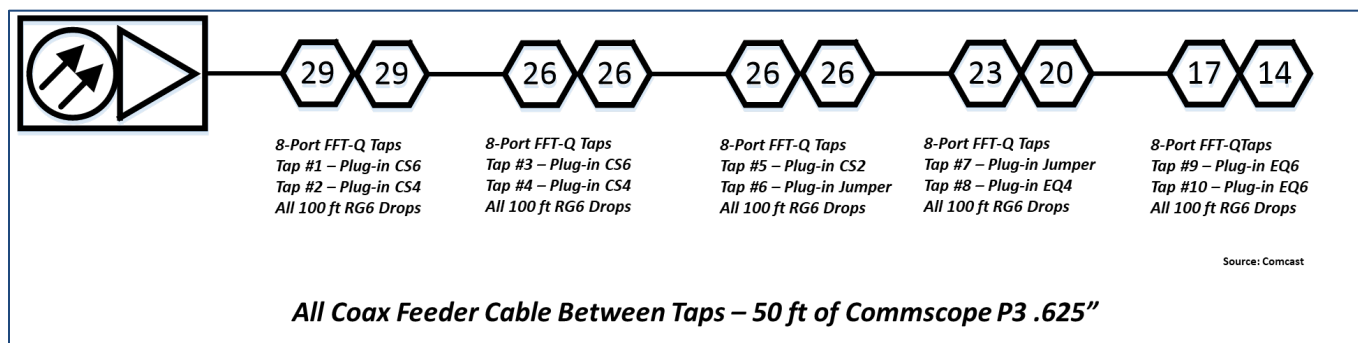 29 29 26 26 26 26 23 20 17 14
8-Port FFT-Q Taps
Tap #1 – Plug-in CS6
Tap #2 – Plug-in CS4
All 100 ft RG6 Drops
8-Port FFT-Q Taps
Tap #3 – Plug-in CS6
Tap #4 – Plug-in CS4
All 100 ft RG6 Drops
8-Port FFT-Q Taps
Tap #5 – Plug-in CS2
Tap #6 – Plug-in Jumper
All 100 ft RG6 Drops
8-Port FFT-Q Taps
Tap #7 – Plug-in Jumper
Tap #8 – Plug-in EQ4
All 100 ft RG6 Drops
8-Port FFT-QTaps
Tap #9 – Plug-in EQ6
Tap #10 – Plug-in EQ6
All 100 ft RG6 Drops
Source: Comcast
All Coax Feeder Cable Between Taps – 50 ft of Commscope P3 .625”